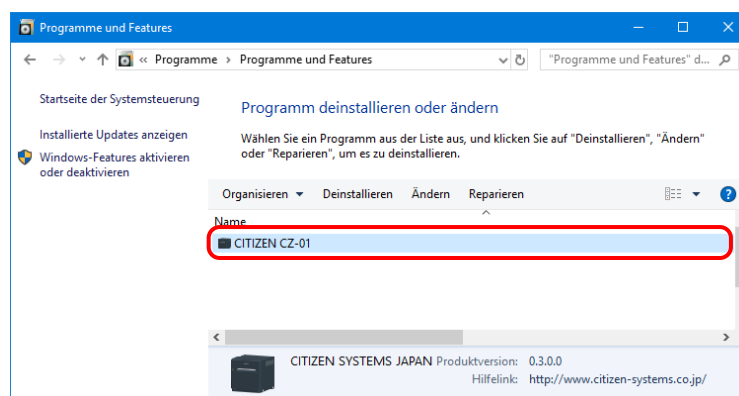 Programme und Features
« Programme > Programme und Features
"Programme und Features" d...
Startseite der Systemsteuerung
Installierte Updates anzeigen
Windows-Features aktivieren
oder deaktivieren
Programm deinstallieren oder ändern
Wählen Sie ein Programm aus der Liste aus, und klicken Sie auf "Deinstallieren", "Ändern"
oder "Reparieren", um es zu deinstallieren.
Organisieren Deinstallieren Ändern Reparieren
Name
CITIZEN CZ-01
CITIZEN SYSTEMS JAPAN Produktversion: 0.3.0.0
Hilfelink: http://www.citizen-systems.co.jp/